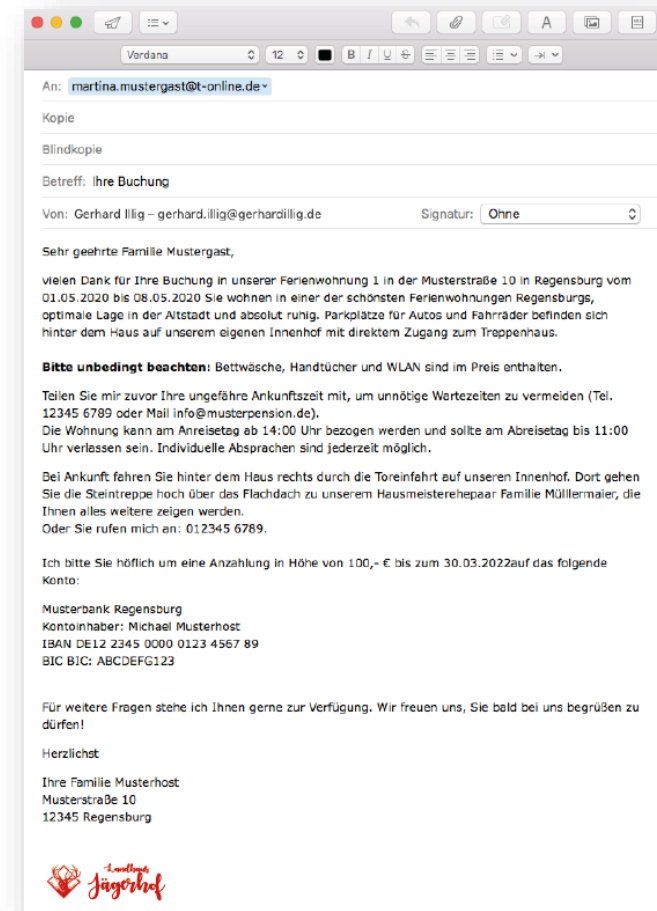 Verdana 12 B I U S
A
An: martina.mustergast@t-online.de
Kopie
Blindkopie
Betreff: Ihre Buchung
Von: Gerhard Illig – gerhard.illig@gerhardillig.de Signatur: Ohne
Sehr geehrte Familie Mustergast,
vielen Dank für Ihre Buchung in unserer Ferienwohnung 1 in der Musterstraße 10 in Regensburg vom
01.05.2020 bis 08.05.2020 Sie wohnen in einer der schönsten Ferienwohnungen Regensburgs,
optimale Lage in der Altstadt und absolut ruhig. Parkplätze für Autos und Fahrräder befinden sich
hinter dem Haus auf unserem eigenen Innenhof mit direktem Zugang zum Treppenhaus.
Bitte unbedingt beachten: Bettwäsche, Handtücher und WLAN sind im Preis enthalten.
Teilen Sie mir zuvor Ihre ungefähre Ankunftszeit mit, um unnötige Wartezeiten zu vermeiden (Tel.
12345 6789 oder Mail info@musterpension.de).
Die Wohnung kann am Anreisetag ab 14:00 Uhr bezogen werden und sollte am Abreisetag bis 11:00
Uhr verlassen sein. Individuelle Absprachen sind jederzeit möglich.
Bei Ankunft fahren Sie hinter dem Haus rechts durch die Toreinfahrt auf unseren Innenhof. Dort gehen
Sie die Steintreppe hoch über das Flachdach zu unserem Hausmeisterehepaar Familie Mülllermaier, die
Ihnen alles weitere zeigen werden.
Oder Sie rufen mich an: 012345 6789.
Ich bitte Sie höflich um eine Anzahlung in Höhe von 100,- € bis zum 30.03.2022auf das folgende
Konto:
Musterbank Regensburg
Kontoinhaber: Michael Musterhost
IBAN DE12 2345 0000 0123 4567 89
BIC BIC: ABCDEFG123
Für weitere Fragen stehe ich Ihnen gerne zur Verfügung. Wir freuen uns, Sie bald bei uns begrüßen zu
dürfen!
Herzlichst
Ihre Familie Musterhost
Musterstraße 10
12345 Regensburg
Landhaus
Jägerhof